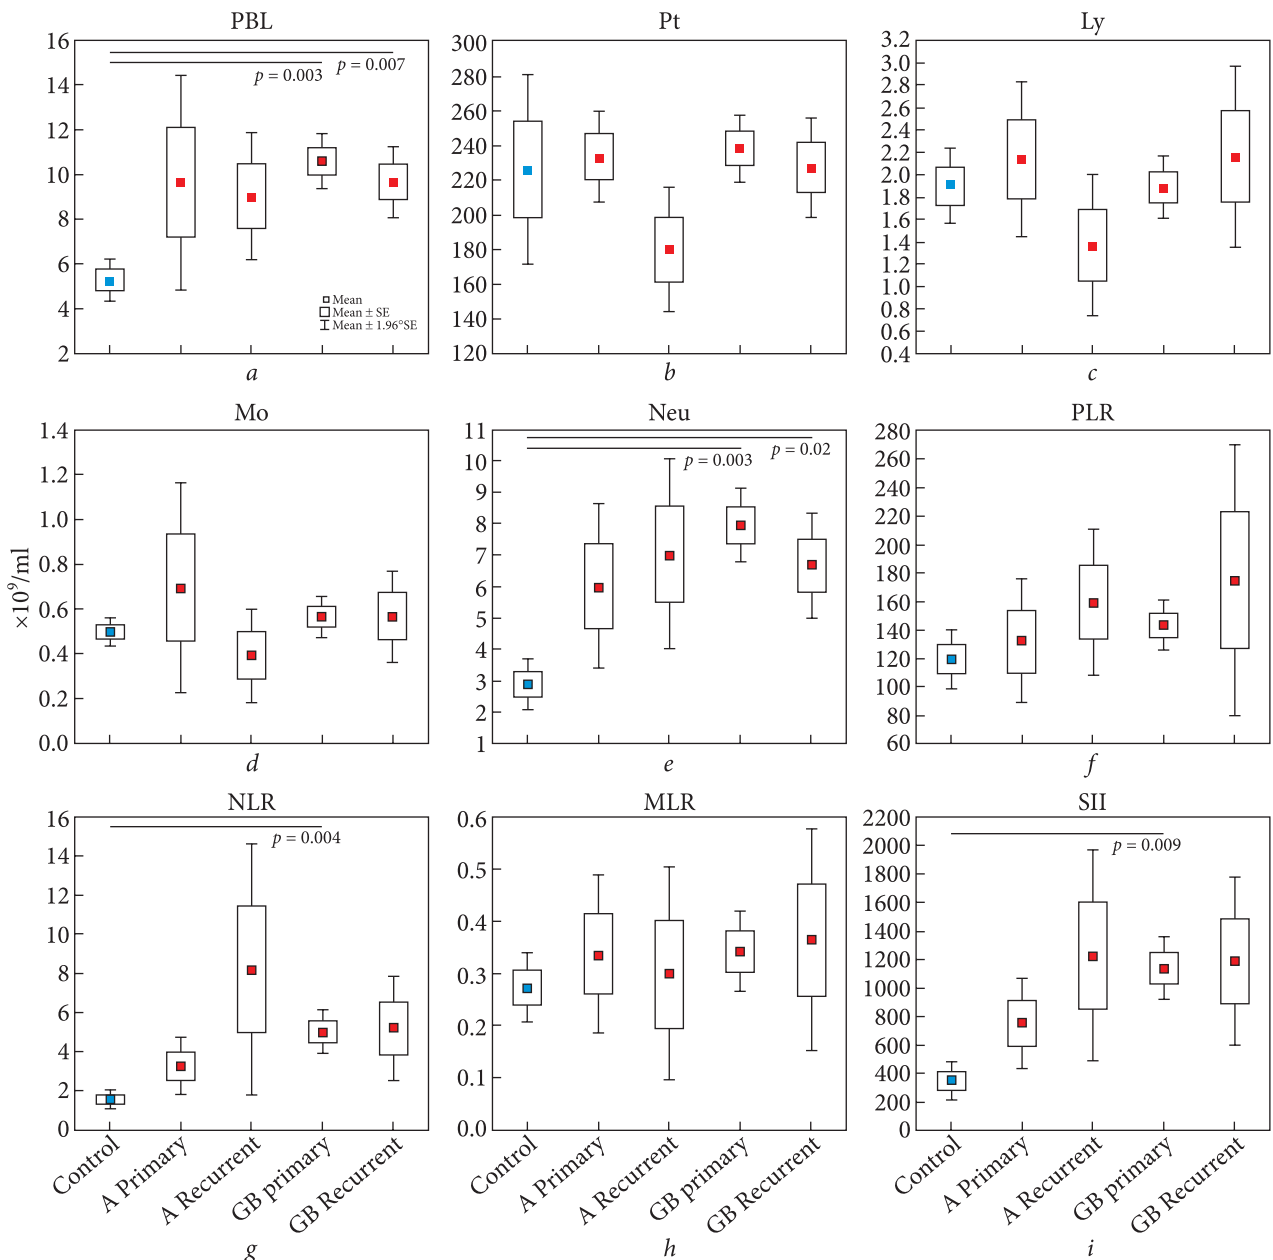 PBL
16
14
12
10
8
6
4
2
p = 0.003
p = 0.007
Mean
Mean ± SE
Mean ± 1.96°SE
a
Pt
300
280
260
240
220
200
180
160
140
120
b
Ly
3.2
3.0
2.8
2.6
2.4
2.2
2.0
1.8
1.6
1.4
1.2
1.0
0.8
0.6
0.4
c
×10⁹/ml
Mo
1.4
1.2
1.0
0.8
0.6
0.4
0.2
0.0
d
Neu
11
10
9
8
7
6
5
4
3
2
1
p = 0.003
p = 0.02
e
PLR
280
260
240
220
200
180
160
140
120
100
80
60
f
NLR
16
14
12
10
8
6
4
2
0
p = 0.004
Control
A Primary
A Recurrent
GB primary
GB Recurrent
g
MLR
0.6
0.5
0.4
0.3
0.2
0.1
0.0
Control
A Primary
A Recurrent
GB primary
GB Recurrent
h
SII
2200
2000
1800
1600
1400
1200
1000
800
600
400
200
0
p = 0.009
Control
A Primary
A Recurrent
GB primary
GB Recurrent
i